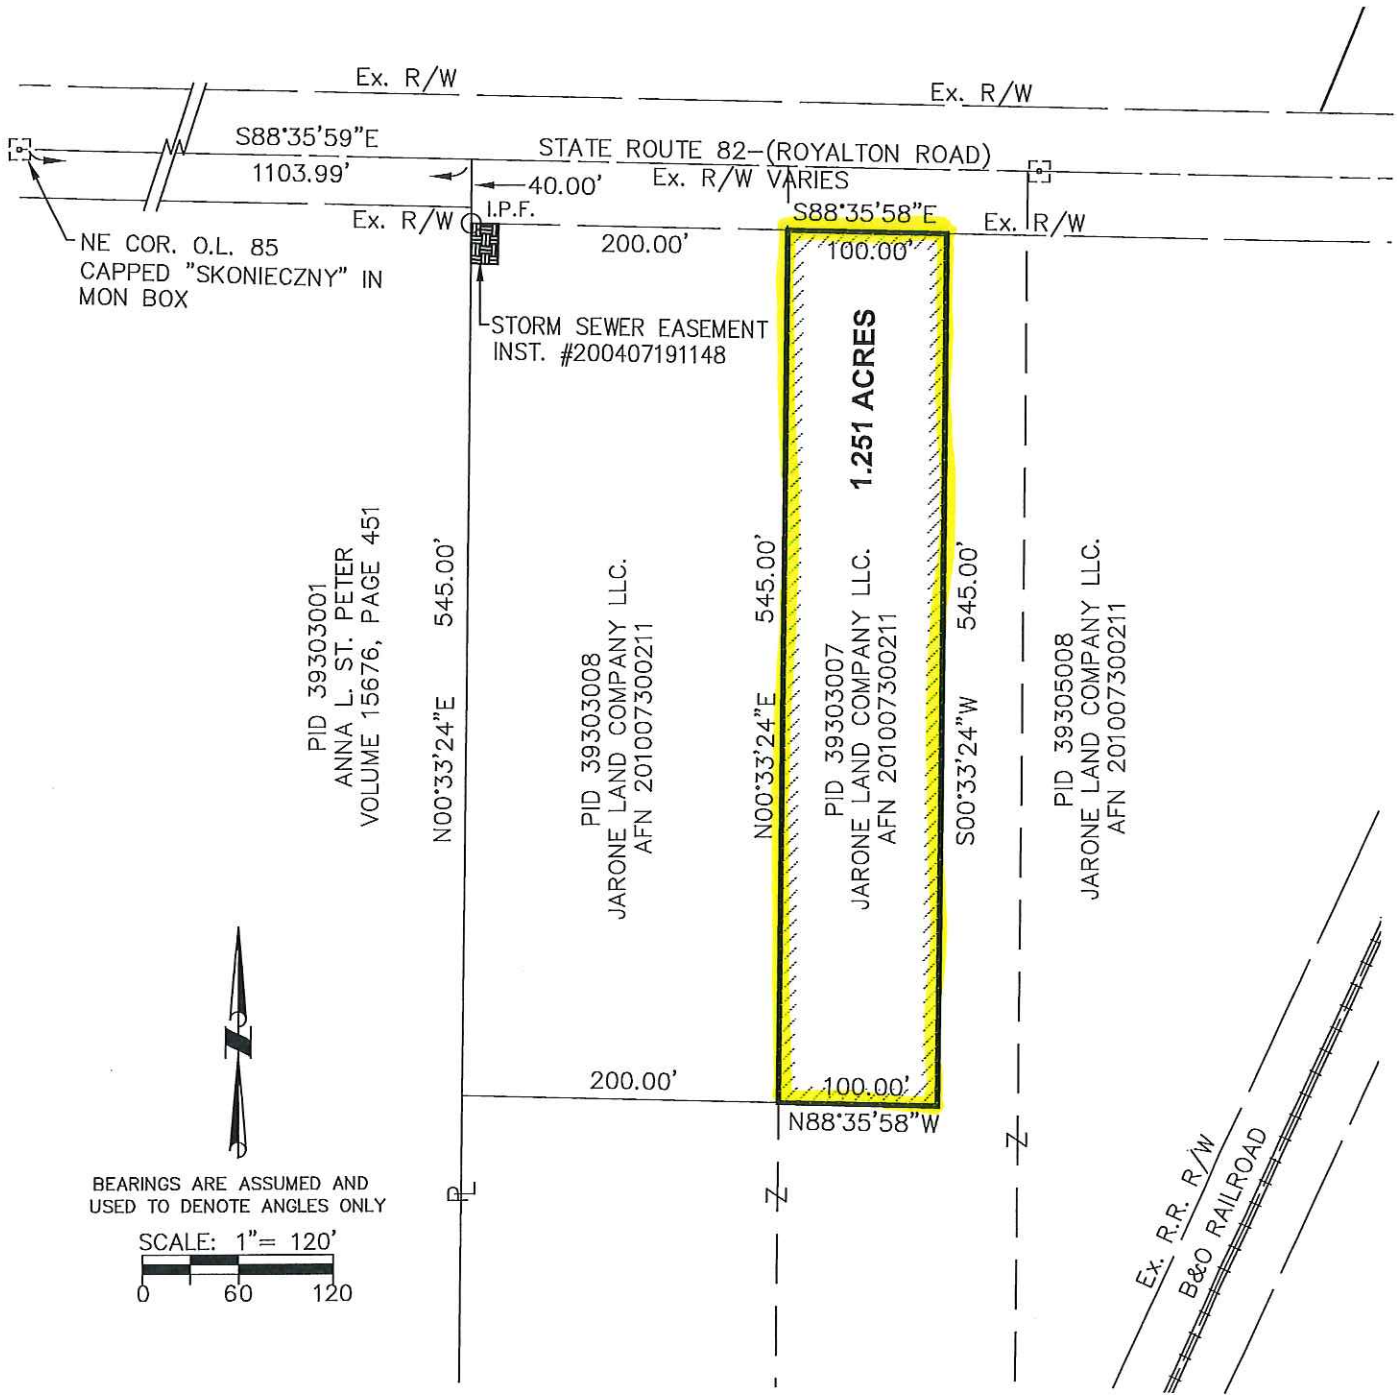 Ex. R/W
Ex. R/W
S88°35'59"E
1103.99'
STATE ROUTE 82-(ROYALTON ROAD)
Ex. R/W VARIES
40.00'
I.P.F.
Ex. R/W
S88°35'58"E
Ex. R/W
200.00'
100.00'
NE COR. O.L. 85
CAPPED "SKONIECZNY" IN
MON BOX
STORM SEWER EASEMENT
INST. #200407191148
1.251 ACRES
PID 39303001
ANNA L. ST. PETER
VOLUME 15676, PAGE 451
N00°33'24"E 545.00'
PID 39303008
JARONE LAND COMPANY LLC.
AFN 201007300211
N00°33'24"E 545.00'
PID 39303007
JARONE LAND COMPANY LLC.
AFN 201007300211
S00°33'24"W 545.00'
PID 39305008
JARONE LAND COMPANY LLC.
AFN 201007300211
200.00'
100.00'
N88°35'58"W
Z
BEARINGS ARE ASSUMED AND
USED TO DENOTE ANGLES ONLY
SCALE: 1"= 120'
0 60 120
PL
Z
Z
Ex. R.R. R/W
B&O RAILROAD